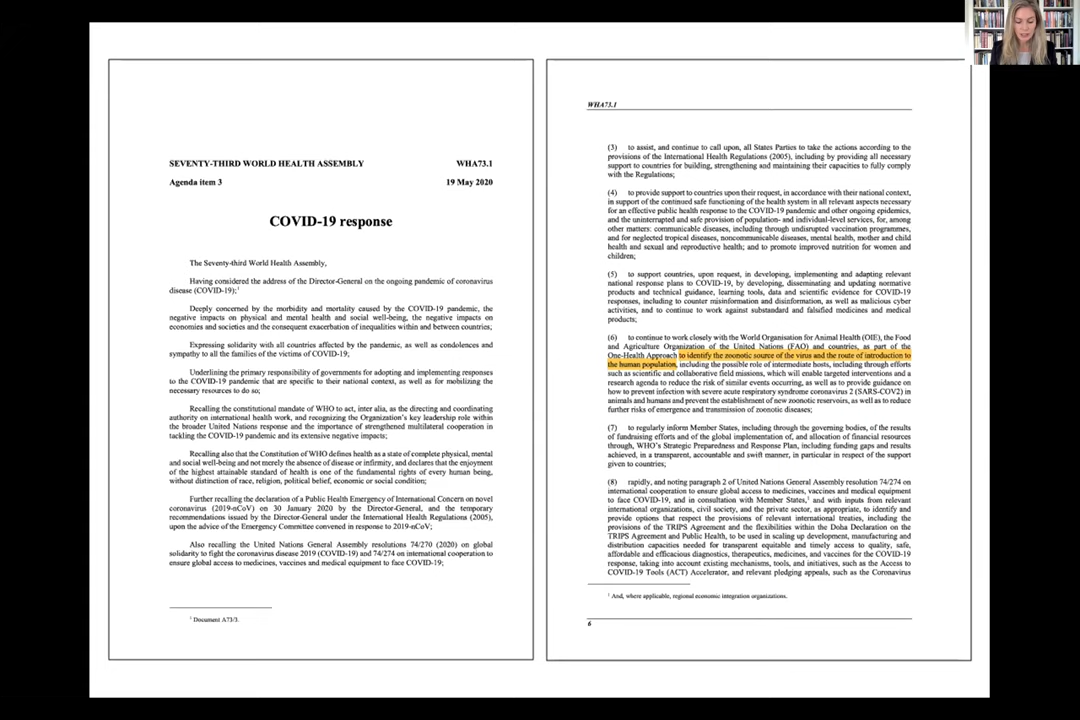 SEVENTY-THIRD WORLD HEALTH ASSEMBLY WHA73.1
Agenda item 3 19 May 2020
COVID-19 response
The Seventy-third World Health Assembly,
Having considered the address of the Director-General on the ongoing pandemic of coronavirus
disease (COVID-19);¹
Deeply concerned by the morbidity and mortality caused by the COVID-19 pandemic, the
negative impacts on physical and mental health and social well-being, the negative impacts on
economies and societies and the consequent exacerbation of inequalities within and between countries;
Expressing solidarity with all countries affected by the pandemic, as well as condolences and
sympathy to all the families of the victims of COVID-19;
Underlining the primary responsibility of governments for adopting and implementing responses
to the COVID-19 pandemic that are specific to their national context, as well as for mobilizing the
necessary resources to do so;
Recalling the constitutional mandate of WHO to act, inter alia, as the directing and coordinating
authority on international health work, and recognizing the Organization's key leadership role within
the broader United Nations response and the importance of strengthened multilateral cooperation in
tackling the COVID-19 pandemic and its extensive negative impacts;
Recalling also that the Constitution of WHO defines health as a state of complete physical, mental
and social well-being and not merely the absence of disease or infirmity, and declares that the enjoyment
of the highest attainable standard of health is one of the fundamental rights of every human being,
without distinction of race, religion, political belief, economic or social condition;
Further recalling the declaration of a Public Health Emergency of International Concern on novel
coronavirus (2019-nCoV) on 30 January 2020 by the Director-General, and the temporary
recommendations issued by the Director-General under the International Health Regulations (2005),
upon the advice of the Emergency Committee convened in response to 2019-nCoV;
Also recalling the United Nations General Assembly resolutions 74/270 (2020) on global
solidarity to fight the coronavirus disease 2019 (COVID-19) and 74/274 on international cooperation to
ensure global access to medicines, vaccines and medical equipment to face COVID-19;
¹ Document A73/3.
WHA73.1
(3) to assist, and continue to call upon, all States Parties to take the actions according to the
provisions of the International Health Regulations (2005), including by providing all necessary
support to countries for building, strengthening and maintaining their capacities to fully comply
with the Regulations;
(4) to provide support to countries upon their request, in accordance with their national context,
in support of the continued safe functioning of the health system in all relevant aspects necessary
for an effective public health response to the COVID-19 pandemic and other ongoing epidemics,
and the uninterrupted and safe provision of population- and individual-level services, for, among
other matters: communicable diseases, including through undisrupted vaccination programmes,
and for neglected tropical diseases, noncommunicable diseases, mental health, mother and child
health and sexual and reproductive health; and to promote improved nutrition for women and
children;
(5) to support countries, upon request, in developing, implementing and adapting relevant
national response plans to COVID-19, by developing, disseminating and updating normative
products and technical guidance, learning tools, data and scientific evidence for COVID-19
responses, including to counter misinformation and disinformation, as well as malicious cyber
activities, and to continue to work against substandard and falsified medicines and medical
products;
(6) to continue to work closely with the World Organisation for Animal Health (OIE), the Food
and Agriculture Organization of the United Nations (FAO) and countries, as part of the
One-Health Approach to identify the zoonotic source of the virus and the route of introduction to
the human population, including the possible role of intermediate hosts, including through efforts
such as scientific and collaborative field missions, which will enable targeted interventions and a
research agenda to reduce the risk of similar events occurring, as well as to provide guidance on
how to prevent infection with severe acute respiratory syndrome coronavirus 2 (SARS-COV2) in
animals and humans and prevent the establishment of new zoonotic reservoirs, as well as to reduce
further risks of emergence and transmission of zoonotic diseases;
(7) to regularly inform Member States, including through the governing bodies, of the results
of fundraising efforts and of the global implementation of, and allocation of financial resources
through, WHO's Strategic Preparedness and Response Plan, including funding gaps and results
achieved, in a transparent, accountable and swift manner, in particular in respect of the support
given to countries;
(8) rapidly, and noting paragraph 2 of United Nations General Assembly resolution 74/274 on
international cooperation to ensure global access to medicines, vaccines and medical equipment
to face COVID-19, and in consultation with Member States,¹ and with inputs from relevant
international organizations, civil society, and the private sector, as appropriate, to identify and
provide options that respect the provisions of relevant international treaties, including the
provisions of the TRIPS Agreement and the flexibilities within the Doha Declaration on the
TRIPS Agreement and Public Health, to be used in scaling up development, manufacturing and
distribution capacities needed for transparent equitable and timely access to quality, safe,
affordable and efficacious diagnostics, therapeutics, medicines, and vaccines for the COVID-19
response, taking into account existing mechanisms, tools, and initiatives, such as the Access to
COVID-19 Tools (ACT) Accelerator, and relevant pledging appeals, such as the Coronavirus
¹ And, where applicable, regional economic integration organizations.
6